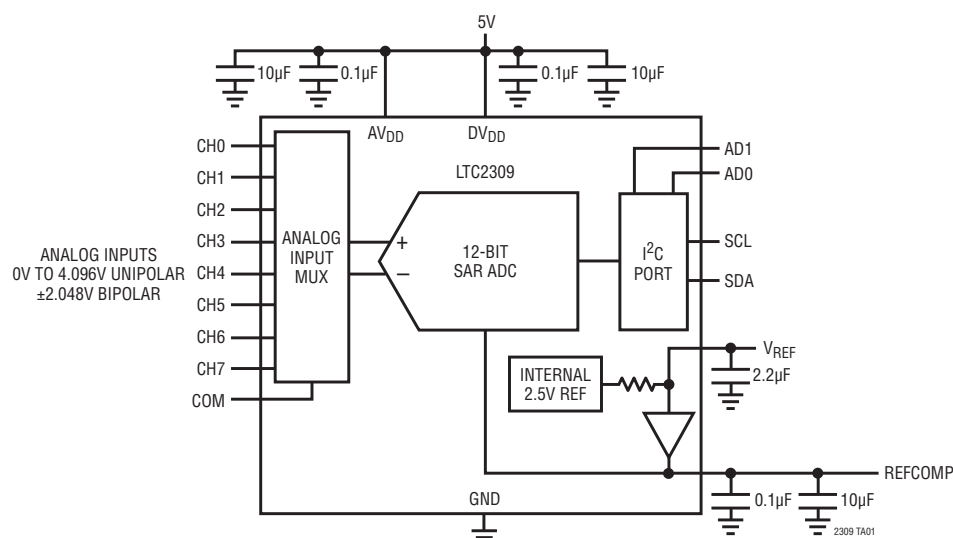 5V
10µF
0.1µF
0.1µF
10µF
AVDD
DVDD
LTC2309
CH0
CH1
CH2
CH3
CH4
CH5
CH6
CH7
COM
ANALOG INPUTS
0V TO 4.096V UNIPOLAR
±2.048V BIPOLAR
ANALOG
INPUT
MUX
+
−
12-BIT
SAR ADC
I2C
PORT
AD1
AD0
SCL
SDA
INTERNAL
2.5V REF
VREF
2.2µF
REFCOMP
0.1µF
10µF
GND
2309 TA01